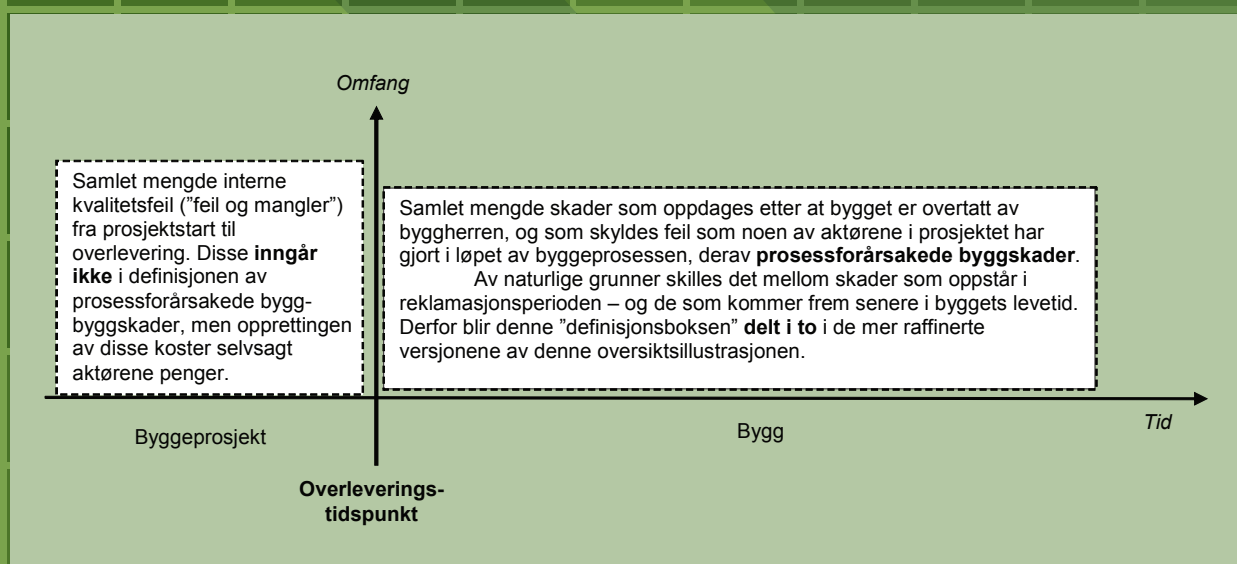 Omfang
Samlet mengde interne
kvalitetsfeil (”feil og mangler”)
fra prosjektstart til
overlevering. Disse inngår
ikke i definisjonen av
prosessforårsakede bygg-
byggskader, men opprettingen
av disse koster selvsagt
aktørene penger.
Samlet mengde skader som oppdages etter at bygget er overtatt av
byggherren, og som skyldes feil som noen av aktørene i prosjektet har
gjort i løpet av byggeprosessen, derav prosessforårsakede byggskader.
Av naturlige grunner skilles det mellom skader som oppstår i
reklamasjonsperioden – og de som kommer frem senere i byggets levetid.
Derfor blir denne ”definisjonsboksen” delt i to i de mer raffinerte
versjonene av denne oversiktsillustrasjonen.
Byggeprosjekt
Bygg
Tid
Overleverings-
tidspunkt